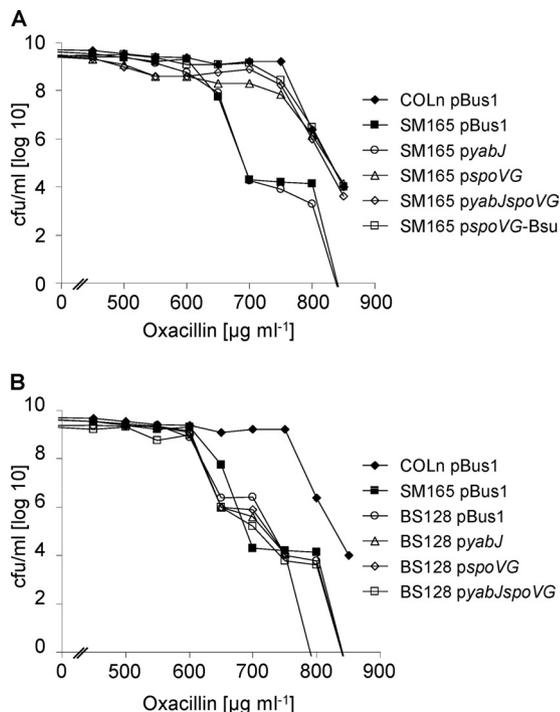 A
10
8
6
4
2
0
cfu/ml [log 10]
0 500 600 700 800 900
Oxacillin [µg ml-1]
COLn pBus1
SM165 pBus1
SM165 pyabJ
SM165 pspoVG
SM165 pyabJspoVG
SM165 pspoVG-Bsu
B
10
8
6
4
2
0
cfu/ml [log 10]
0 500 600 700 800 900
Oxacillin [µg ml-1]
COLn pBus1
SM165 pBus1
BS128 pBus1
BS128 pyabJ
BS128 pspoVG
BS128 pyabJspoVG